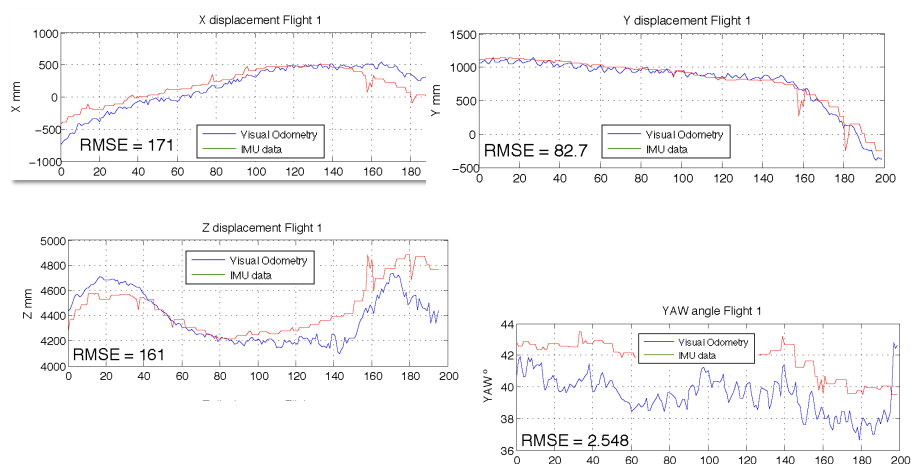 X displacement Flight 1
1000
500
0
−500
−1000
X mm
RMSE = 171
Visual Odometry
IMU data
0 20 40 60 80 100 120 140 160 180
Y displacement Flight 1
1500
1000
500
0
−500
Y mm
RMSE = 82.7
Visual Odometry
IMU data
0 20 40 60 80 100 120 140 160 180 200
Z displacement Flight 1
5000
4800
4600
4400
4200
4000
Z mm
RMSE = 161
Visual Odometry
IMU data
0 20 40 60 80 100 120 140 160 180 200
YAW angle Flight 1
44
42
40
38
36
YAW º
RMSE = 2.548
Visual Odometry
IMU data
0 20 40 60 80 100 120 140 160 180 200